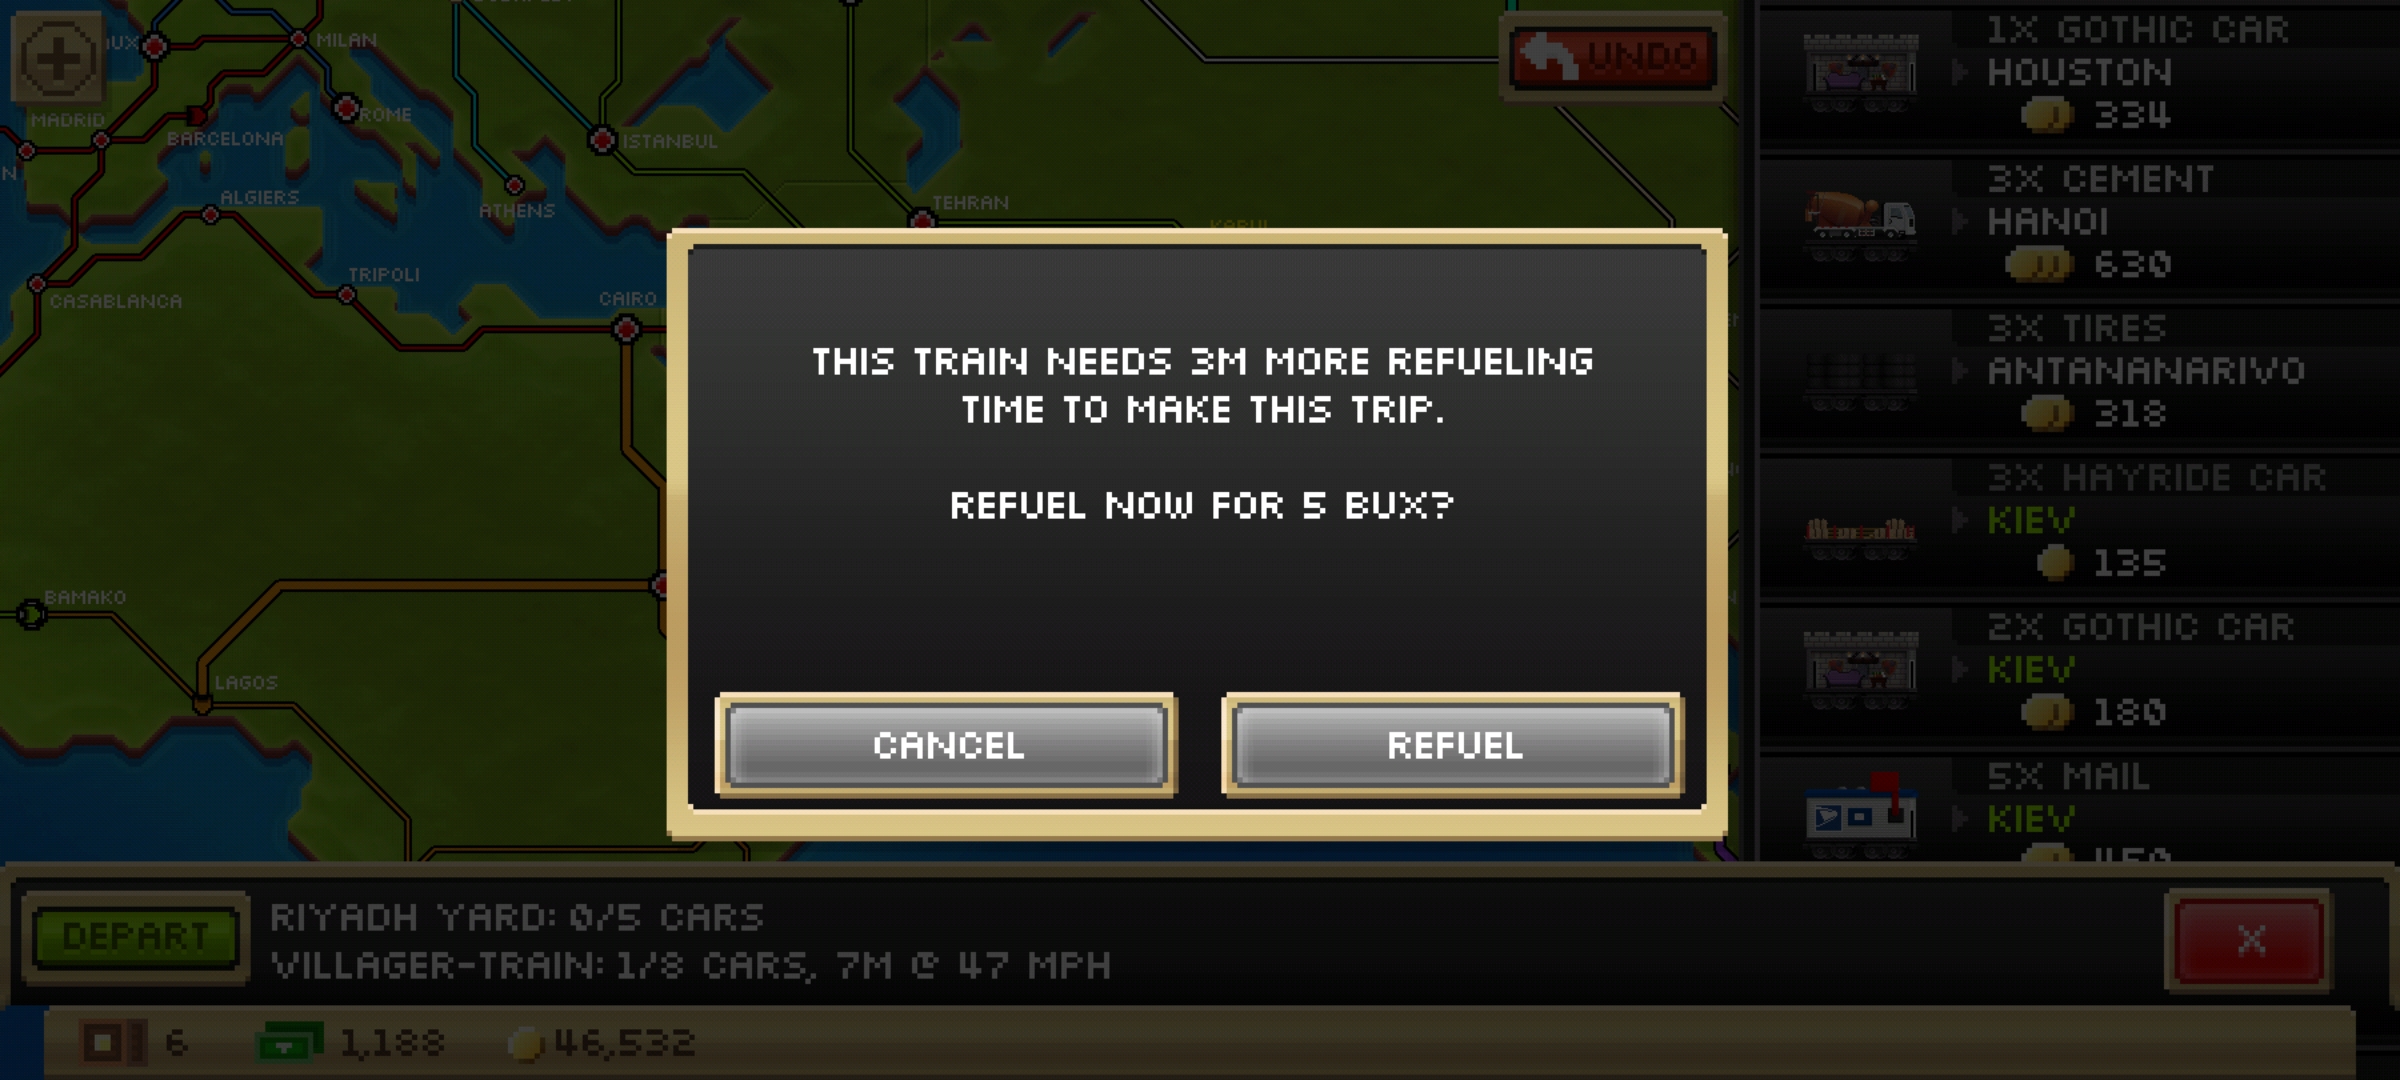 MILAN
ROME
MADRID
BARCELONA
ISTANBUL
ALGIERS
ATHENS
TEHRAN
KABUL
TRIPOLI
CASABLANCA
CAIRO
BAMAKO
LAGOS
UNDO
1X GOTHIC CAR
HOUSTON
334
3X CEMENT
HANOI
630
3X TIRES
ANTANANARIVO
318
3X HAYRIDE CAR
KIEV
135
2X GOTHIC CAR
KIEV
180
5X MAIL
KIEV
450
THIS TRAIN NEEDS 3M MORE REFUELING
TIME TO MAKE THIS TRIP.
REFUEL NOW FOR 5 BUX?
CANCEL
REFUEL
DEPART
RIYADH YARD: 0/5 CARS
VILLAGER-TRAIN: 1/8 CARS, 7M @ 47 MPH
X
6
1,188
46,532